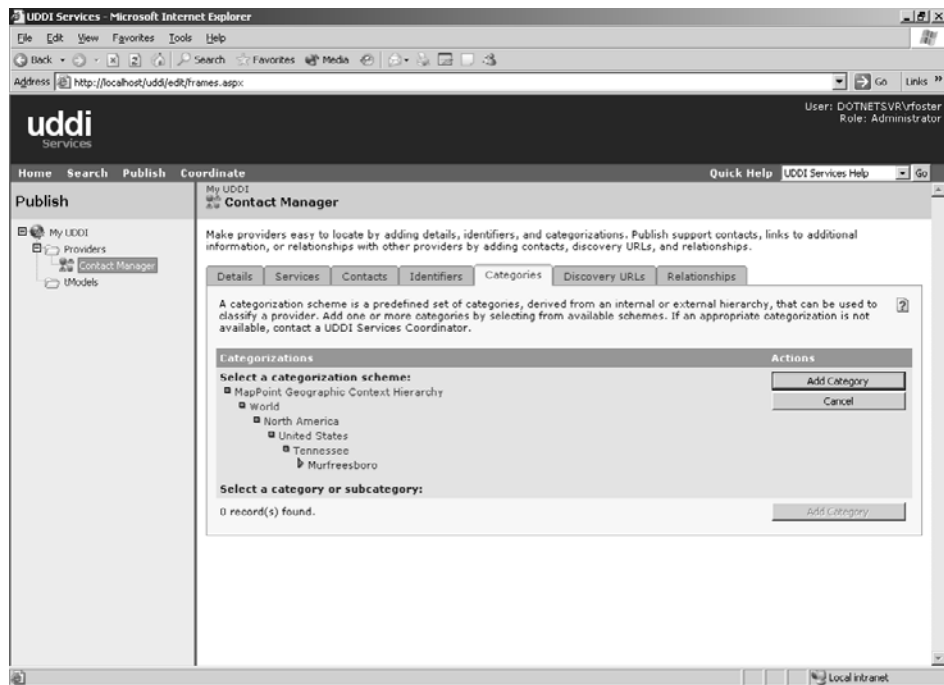 UDDI Services - Microsoft Internet Explorer
File Edit View Favorites Tools Help
Back Search Favorites Media
Address http://localhost/uddi/edit/frames.aspx Go Links »
User: DOTNETSVR\rfoster
Role: Administrator
uddi
Services
Home Search Publish Coordinate Quick Help UDDI Services Help Go
Publish
My UDDI
Providers
Contact Manager
tModels
My UDDI
Contact Manager
Make providers easy to locate by adding details, identifiers, and categorizations. Publish support contacts, links to additional
information, or relationships with other providers by adding contacts, discovery URLs, and relationships.
Details Services Contacts Identifiers Categories Discovery URLs Relationships
A categorization scheme is a predefined set of categories, derived from an internal or external hierarchy, that can be used to
classify a provider. Add one or more categories by selecting from available schemes. If an appropriate categorization is not
available, contact a UDDI Services Coordinator.
?
Categorizations Actions
Select a categorization scheme:
MapPoint Geographic Context Hierarchy
World
North America
United States
Tennessee
Murfreesboro
Add Category
Cancel
Select a category or subcategory:
0 record(s) found. Add Category
Local intranet